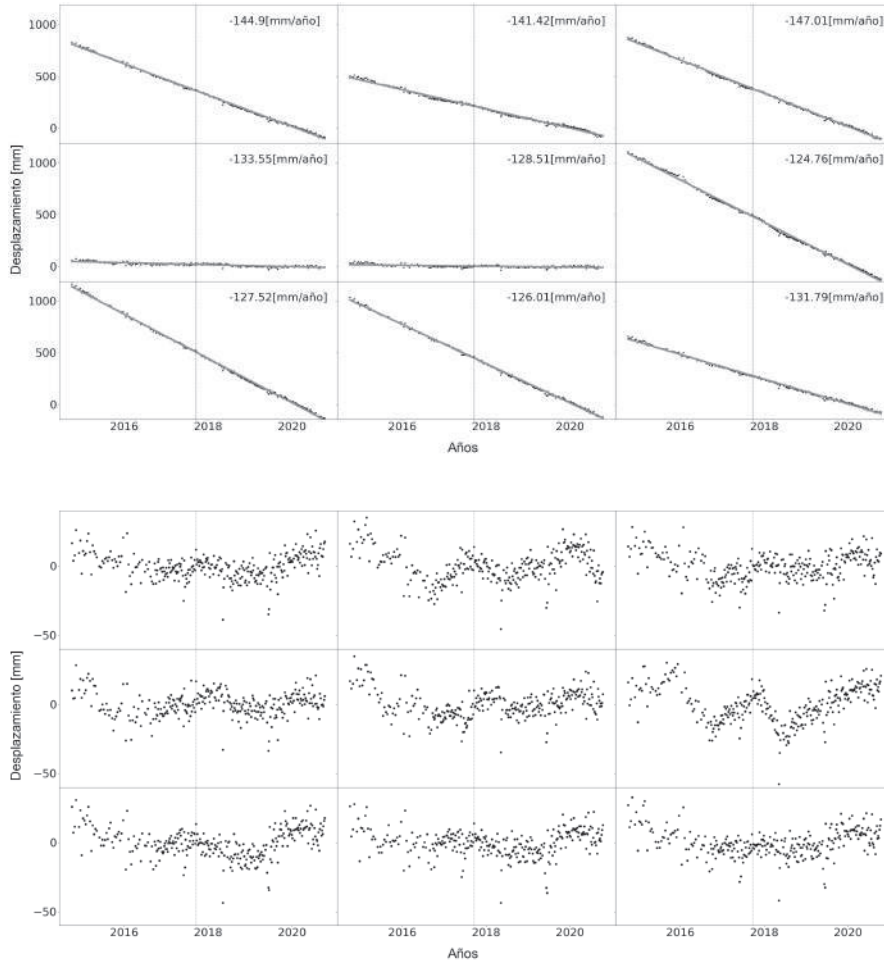 -144.9[mm/año] -141.42[mm/año] -147.01[mm/año]
1000
500
0
-133.55[mm/año] -128.51[mm/año] -124.76[mm/año]
Desplazamiento [mm]
1000
500
0
-127.52[mm/año] -126.01[mm/año] -131.79[mm/año]
1000
500
0
2016 2018 2020 2016 2018 2020 2016 2018 2020
Años
0
−50
Desplazamiento [mm]
0
−50
0
−50
2016 2018 2020 2016 2018 2020 2016 2018 2020
Años